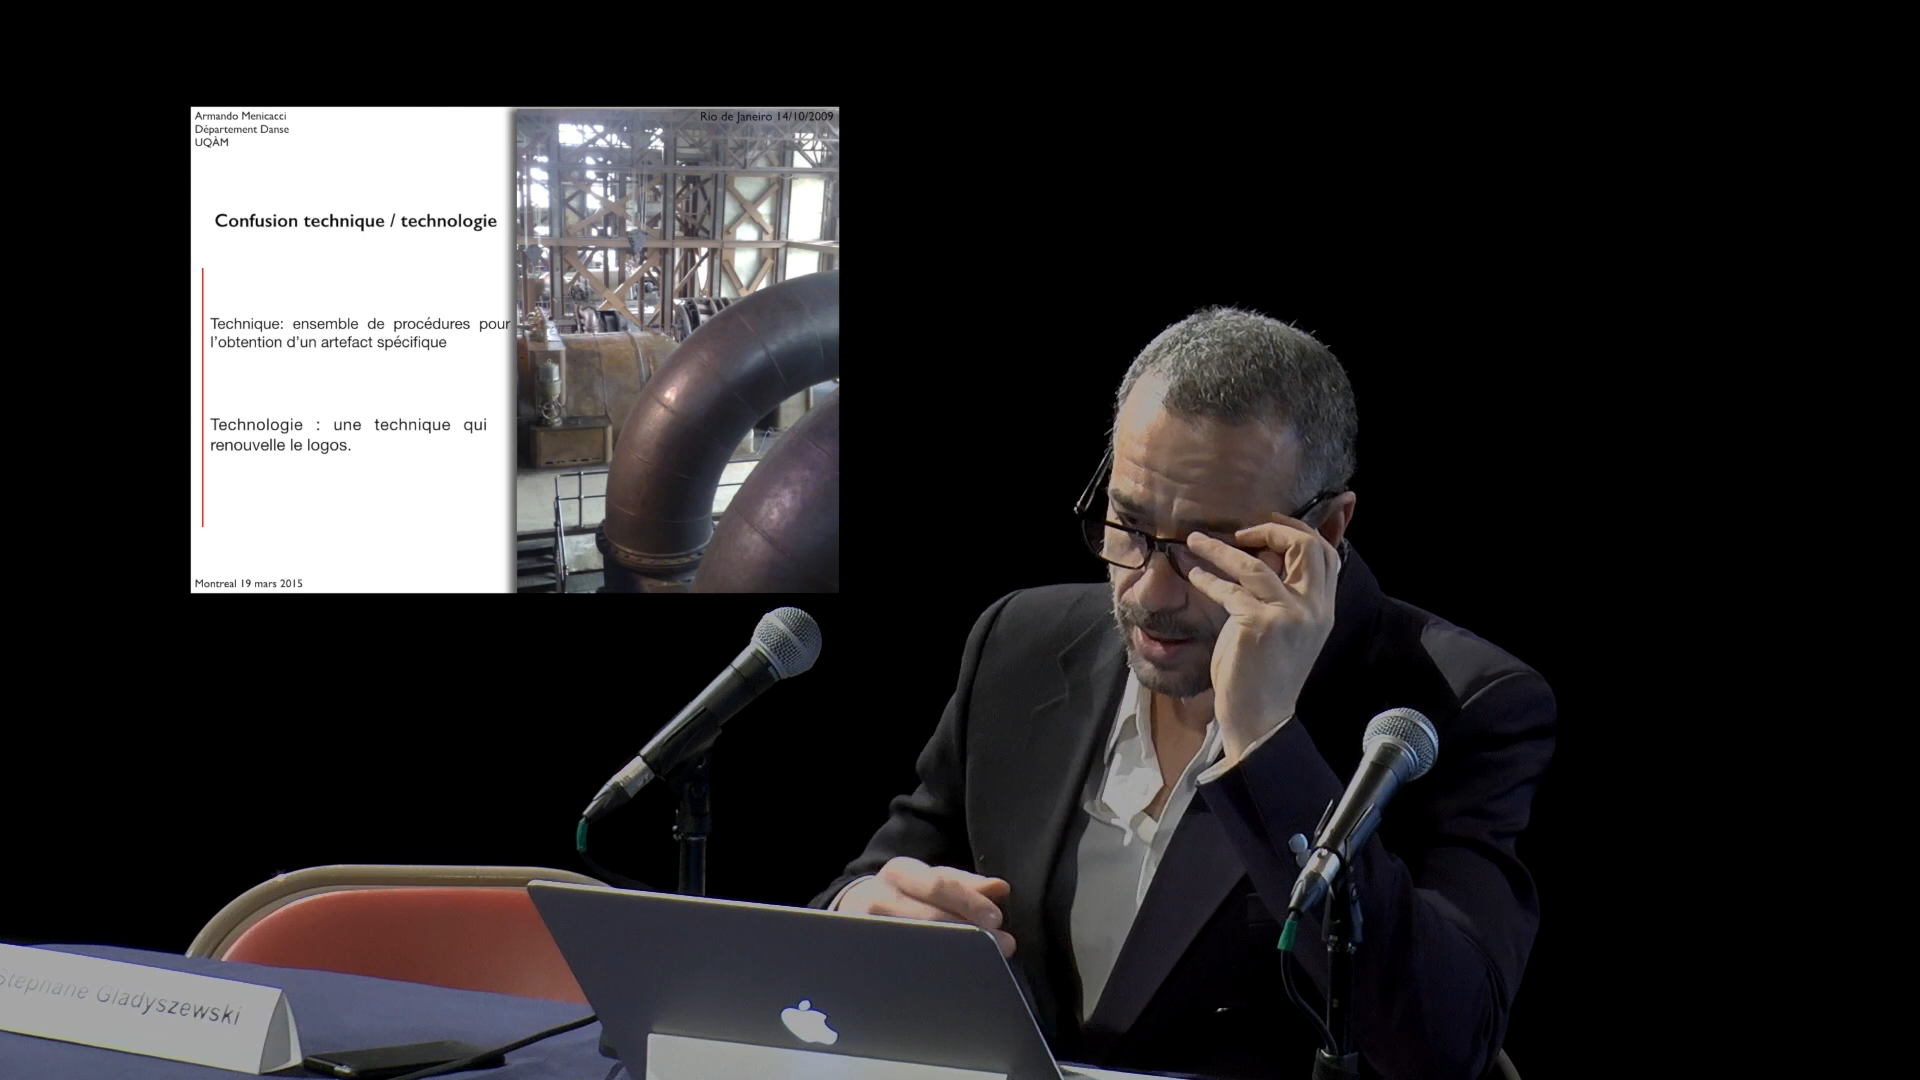 Armando Menicacci
Département Danse
UQÀM
Rio de Janeiro 14/10/2009
Confusion technique / technologie
Technique: ensemble de procédures pour
l'obtention d'un artefact spécifique
Technologie : une technique qui
renouvelle le logos.
Montreal 19 mars 2015
Stephane Gladyszewski